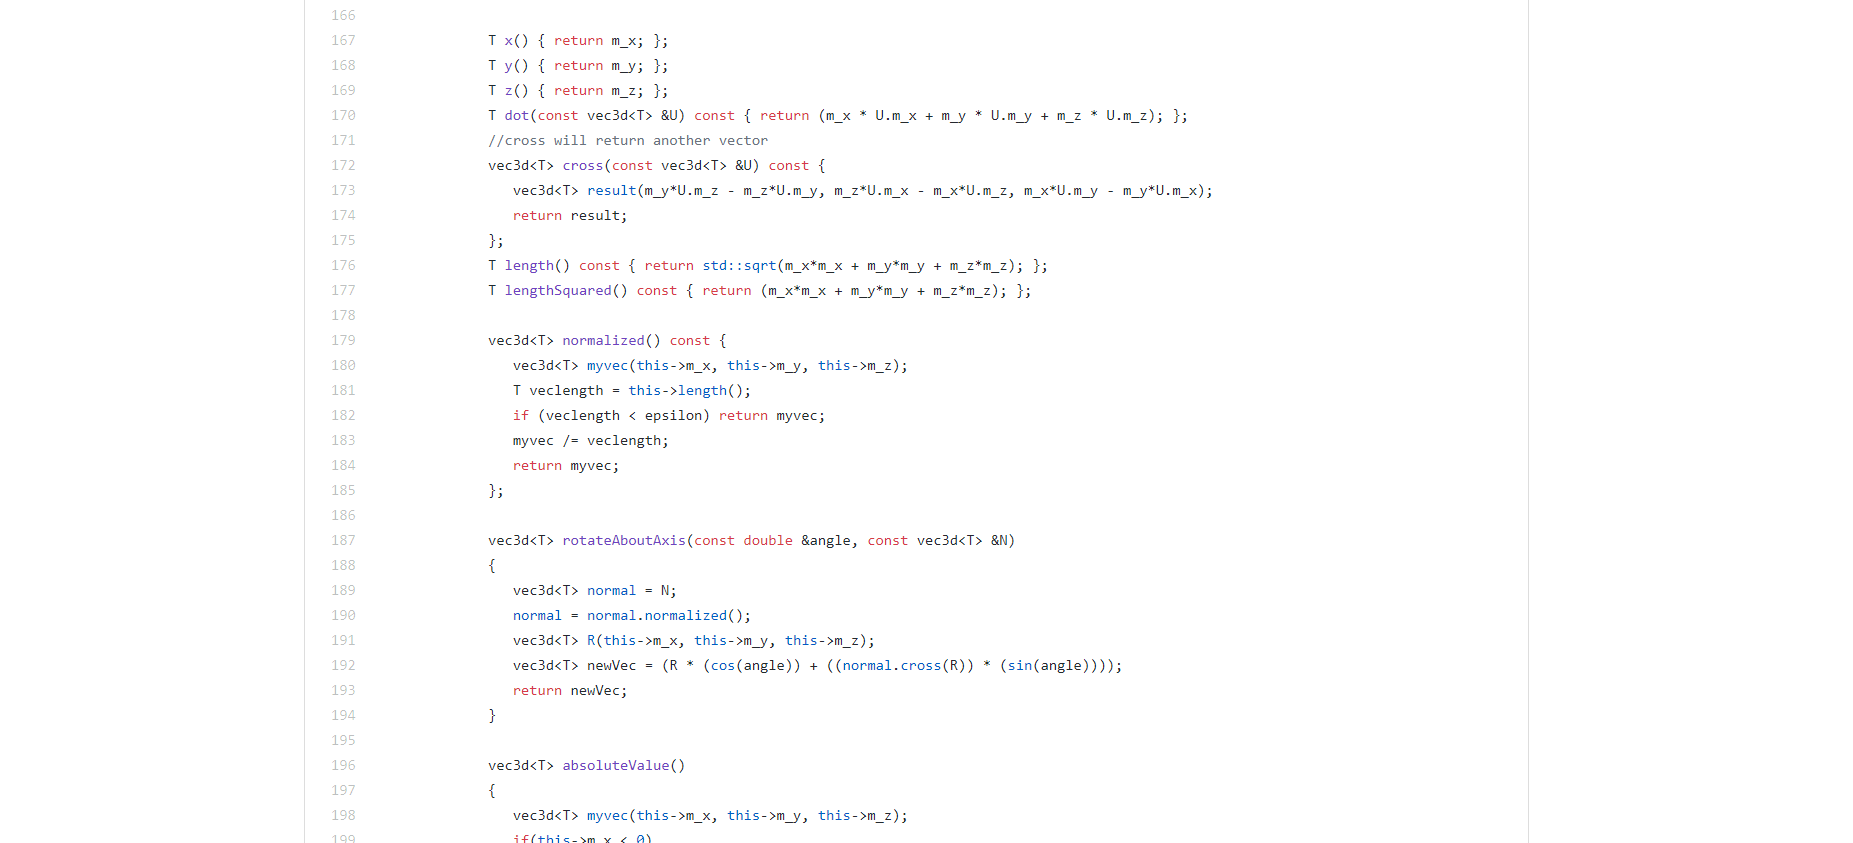 166
167 T x() { return m_x; };
168 T y() { return m_y; };
169 T z() { return m_z; };
170 T dot(const vec3d<T> &U) const { return (m_x * U.m_x + m_y * U.m_y + m_z * U.m_z); };
171 //cross will return another vector
172 vec3d<T> cross(const vec3d<T> &U) const {
173 vec3d<T> result(m_y*U.m_z - m_z*U.m_y, m_z*U.m_x - m_x*U.m_z, m_x*U.m_y - m_y*U.m_x);
174 return result;
175 };
176 T length() const { return std::sqrt(m_x*m_x + m_y*m_y + m_z*m_z); };
177 T lengthSquared() const { return (m_x*m_x + m_y*m_y + m_z*m_z); };
178
179 vec3d<T> normalized() const {
180 vec3d<T> myvec(this->m_x, this->m_y, this->m_z);
181 T veclength = this->length();
182 if (veclength < epsilon) return myvec;
183 myvec /= veclength;
184 return myvec;
185 };
186
187 vec3d<T> rotateAboutAxis(const double &angle, const vec3d<T> &N)
188 {
189 vec3d<T> normal = N;
190 normal = normal.normalized();
191 vec3d<T> R(this->m_x, this->m_y, this->m_z);
192 vec3d<T> newVec = (R * (cos(angle)) + ((normal.cross(R)) * (sin(angle))));
193 return newVec;
194 }
195
196 vec3d<T> absoluteValue()
197 {
198 vec3d<T> myvec(this->m_x, this->m_y, this->m_z);
199 if(this->m_x < 0)